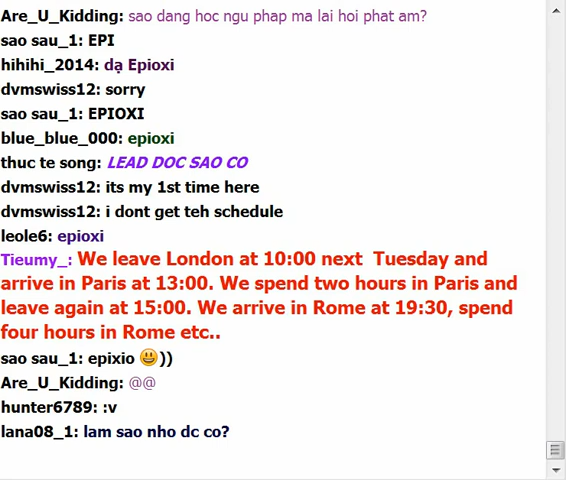 Are_U_Kidding: sao dang hoc ngu phap ma lai hoi phat am?
sao sau_1: EPI
hihihi_2014: dạ Epioxi
dvmswiss12: sorry
sao sau_1: EPIOXI
blue_blue_000: epioxi
thuc te song: LEAD DOC SAO CO
dvmswiss12: its my 1st time here
dvmswiss12: i dont get teh schedule
leole6: epioxi
Tieumy_: We leave London at 10:00 next  Tuesday and
arrive in Paris at 13:00. We spend two hours in Paris and
leave again at 15:00. We arrive in Rome at 19:30, spend
four hours in Rome etc..
sao sau_1: epixio 😃))
Are_U_Kidding: @@
hunter6789: :v
lana08_1: lam sao nho dc co?